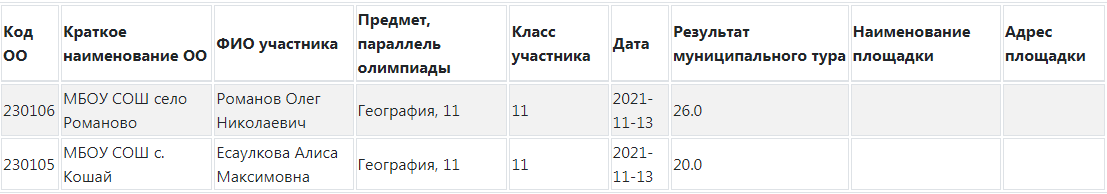 Код ОО
Краткое наименование ОО
ФИО участника
Предмет, параллель олимпиады
Класс участника
Дата
Результат муниципального тура
Наименование площадки
Адрес площадки
230106
МБОУ СОШ село Романово
Романов Олег Николаевич
География, 11
11
2021-11-13
26.0
230105
МБОУ СОШ с. Кошай
Есаулкова Алиса Максимовна
География, 11
11
2021-11-13
20.0